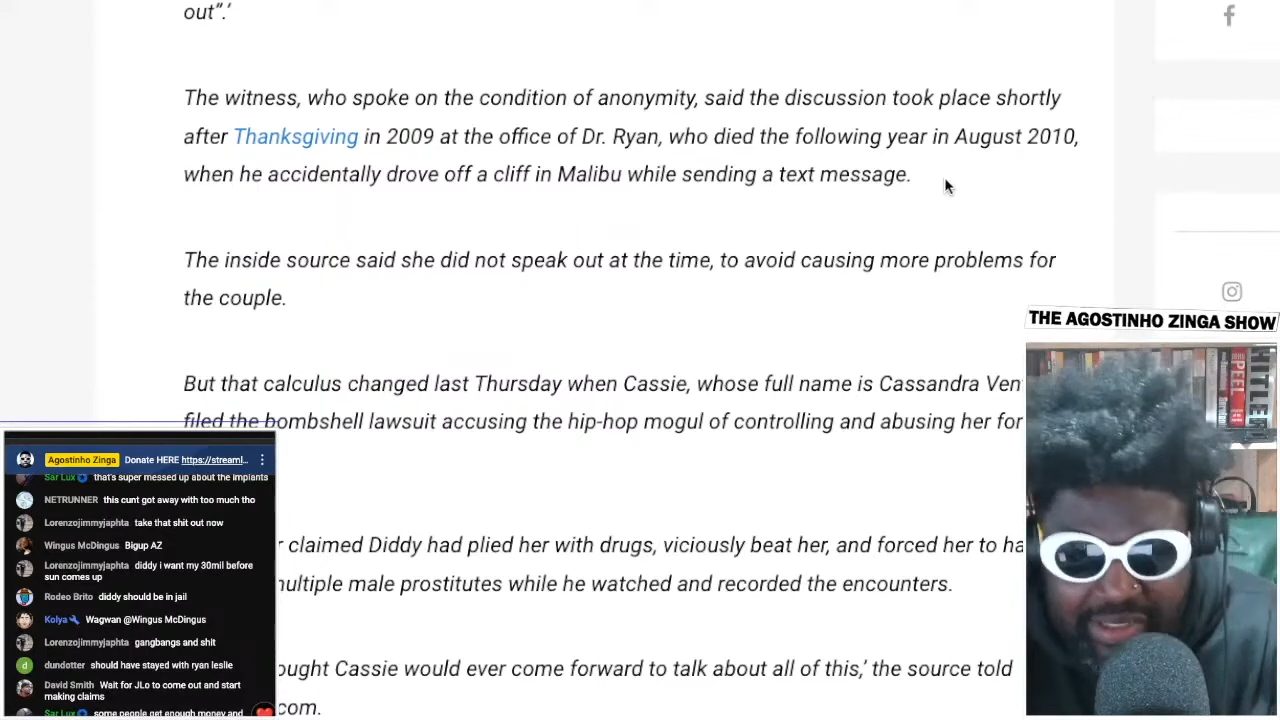 out".'
The witness, who spoke on the condition of anonymity, said the discussion took place shortly
after Thanksgiving in 2009 at the office of Dr. Ryan, who died the following year in August 2010,
when he accidentally drove off a cliff in Malibu while sending a text message.
The inside source said she did not speak out at the time, to avoid causing more problems for
the couple.
But that calculus changed last Thursday when Cassie, whose full name is Cassandra Ven
filed the bombshell lawsuit accusing the hip-hop mogul of controlling and abusing her for
r claimed Diddy had plied her with drugs, viciously beat her, and forced her to ha
ultiple male prostitutes while he watched and recorded the encounters.
ought Cassie would ever come forward to talk about all of this,' the source told
com.
THE AGOSTINHO ZINGA SHOW
Agostinho Zinga Donate HERE https://streaml...
Sar Lux that's super messed up about the implants
NETRUNNER this cunt got away with too much tho
Lorenzojimmyjaphta take that shit out now
Wingus McDingus Bigup AZ
Lorenzojimmyjaphta diddy i want my 30mil before
sun comes up
Rodeo Brito diddy should be in jail
Kolya Wagwan @Wingus McDingus
Lorenzojimmyjaphta gangbangs and shit
d dundotter should have stayed with ryan leslie
David Smith Wait for JLo to come out and start
making claims
Sar Lux some people get enough money and